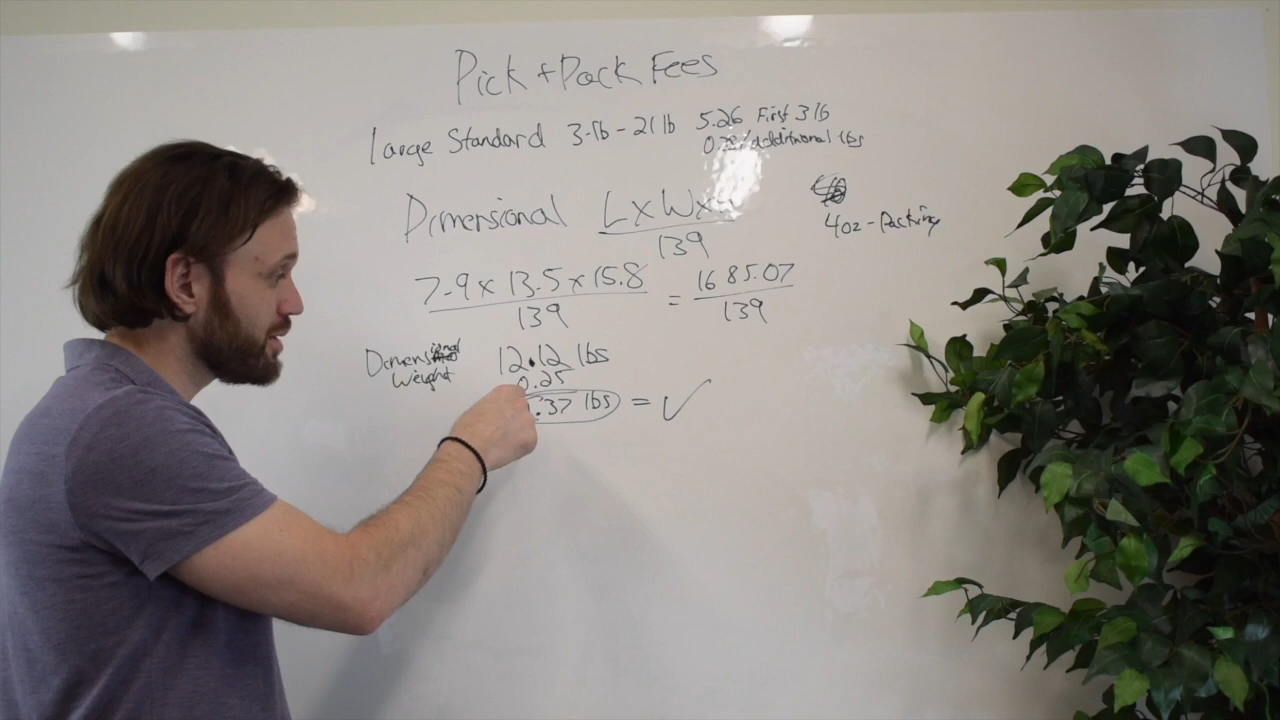 Pick + Pack Fees
Large Standard 3-lb - 21 lb 5.26 First 3 lb
additional lbs
Dimensional L x W x
139
4oz - Packing
7.9 x 13.5 x 15.8 = 1685.07
139 139
Dimensional 12.12 lbs
Weight 0.25
.37 lbs = ✓